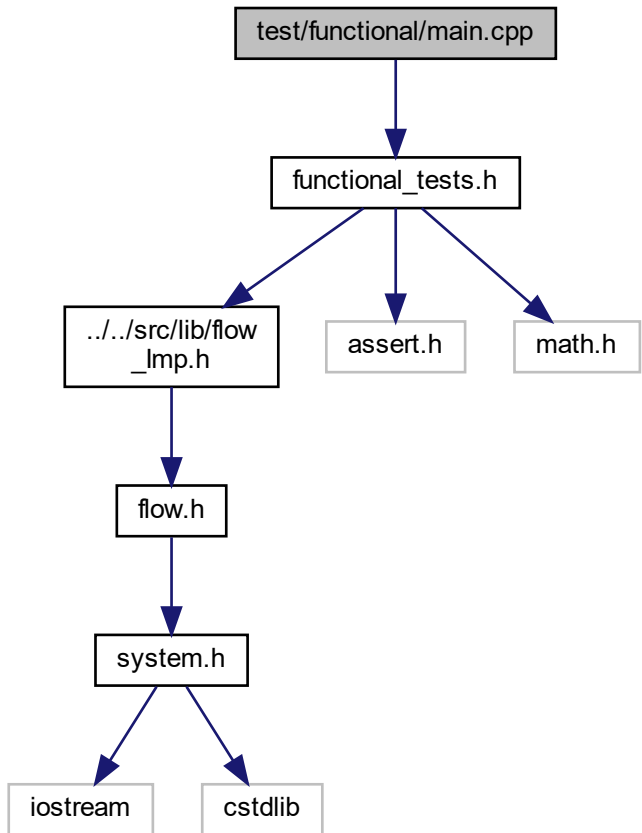 test/functional/main.cpp
functional_tests.h
../../src/lib/flow
_Imp.h
assert.h
math.h
flow.h
system.h
iostream
cstdlib